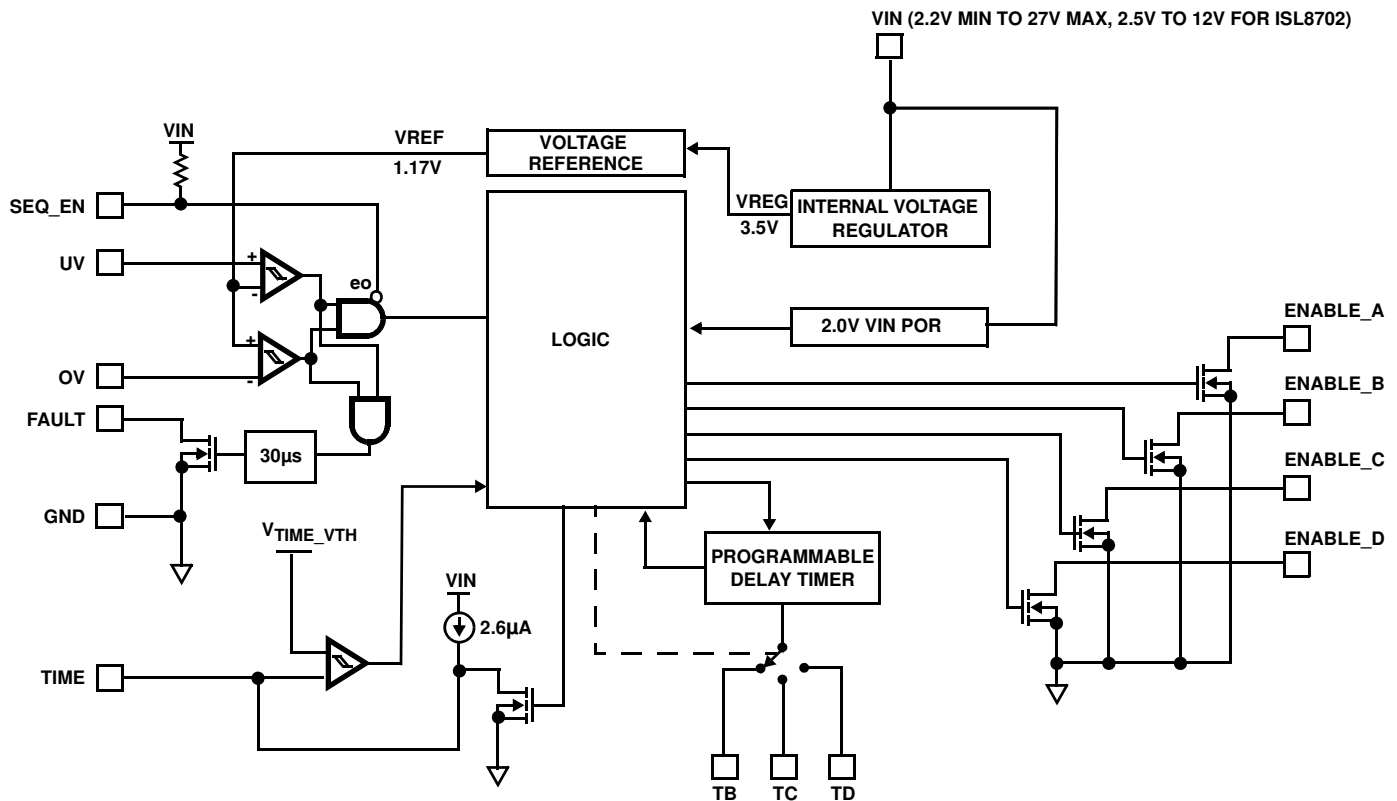 VIN (2.2V MIN TO 27V MAX, 2.5V TO 12V FOR ISL8702)
VIN
VREF
1.17V
VOLTAGE
REFERENCE
SEQ_EN
VREG
3.5V
INTERNAL VOLTAGE
REGULATOR
UV
+
-
eo
LOGIC
2.0V VIN POR
ENABLE_A
+
-
OV
ENABLE_B
FAULT
30µs
ENABLE_C
GND
VTIME_VTH
PROGRAMMABLE
DELAY TIMER
ENABLE_D
VIN
2.6µA
TIME
TB
TC
TD